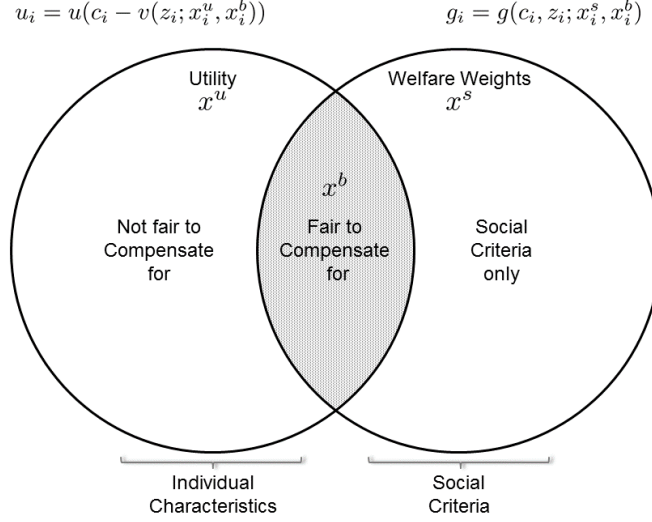 u_i = u(c_i − v(z_i; x_i^u, x_i^b))
g_i = g(c_i, z_i; x_i^s, x_i^b)
Utility
x^u
Welfare Weights
x^s
x^b
Not fair to
Compensate
for
Fair to
Compensate
for
Social
Criteria
only
Individual
Characteristics
Social
Criteria